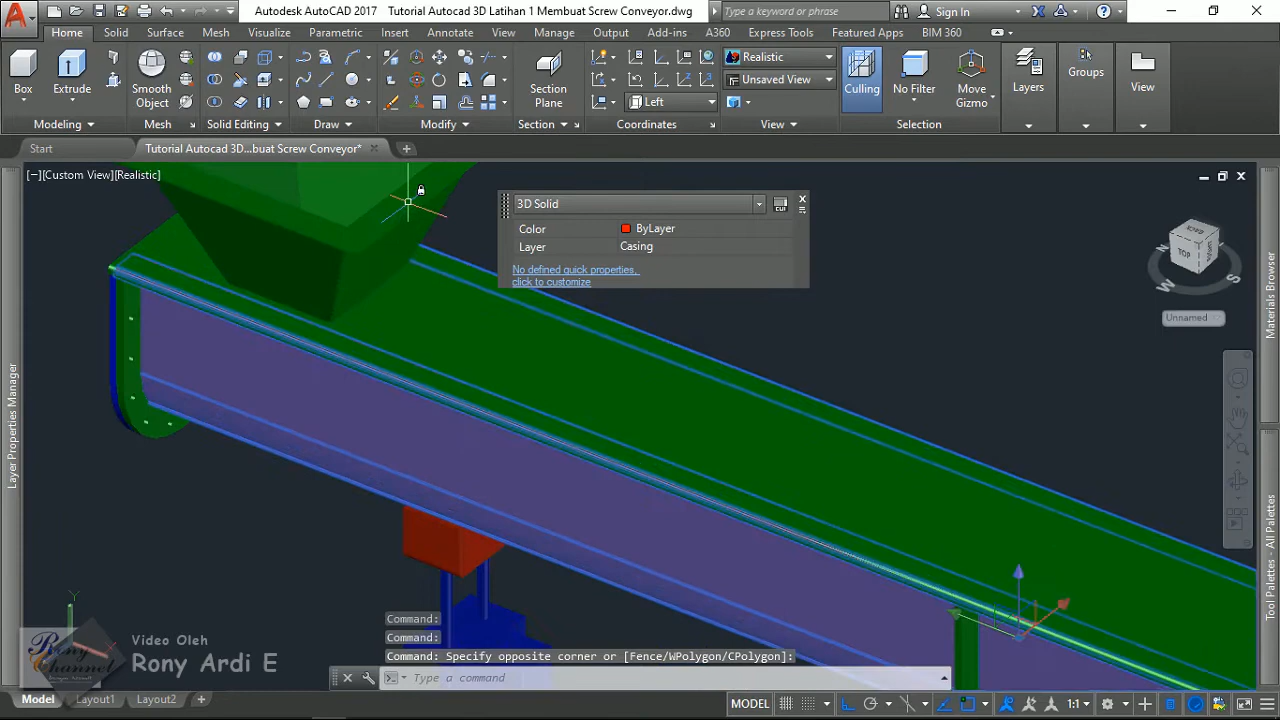 Autodesk AutoCAD 2017 Tutorial Autocad 3D Latihan 1 Membuat Screw Conveyor.dwg
Type a keyword or phrase
Sign In
Home Solid Surface Mesh Visualize Parametric Insert Annotate View Manage Output Add-ins A360 Express Tools Featured Apps BIM 360
Box
Extrude
Smooth Object
Section Plane
Left
Realistic
Unsaved View
Culling
No Filter
Move Gizmo
Layers
Groups
View
Modeling
Mesh
Solid Editing
Draw
Modify
Section
Coordinates
View
Selection
Start
Tutorial Autocad 3D...buat Screw Conveyor*
[−][Custom View][Realistic]
3D Solid
CUI
Color ByLayer
Layer Casing
No defined quick properties, click to customize
TOP
W
S
Unnamed
Layer Properties Manager
Materials Browser
Tool Palettes - All Palettes
Y
Rony Channel
Video Oleh
Rony Ardi E
Command:
Command:
Command: Specify opposite corner or [Fence/WPolygon/CPolygon]:
Type a command
Model Layout1 Layout2
MODEL
1:1